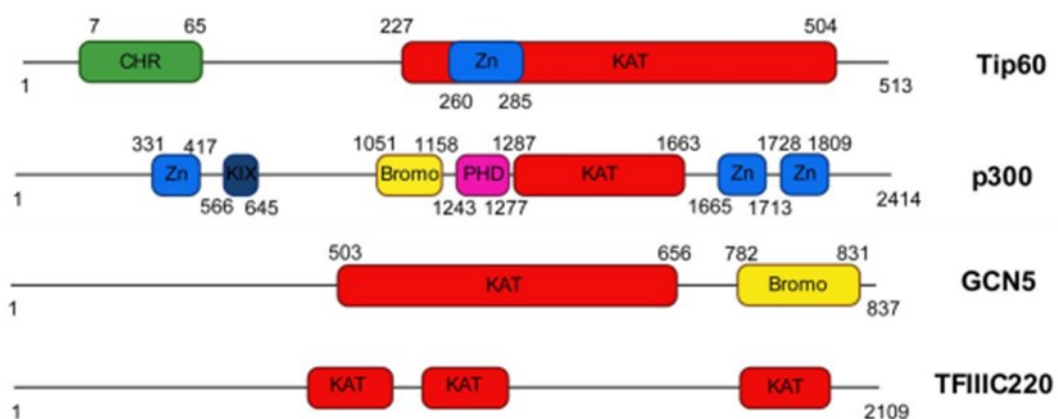 7 65 227 504
CHR Zn KAT Tip60
1 260 285 513
331 417 1051 1158 1287 1663 1728 1809
Zn KIX Bromo PHD KAT Zn Zn p300
1 566 645 1243 1277 1665 1713 2414
503 656 782 831
KAT Bromo GCN5
1 837
KAT KAT KAT TFIIIC220
1 2109